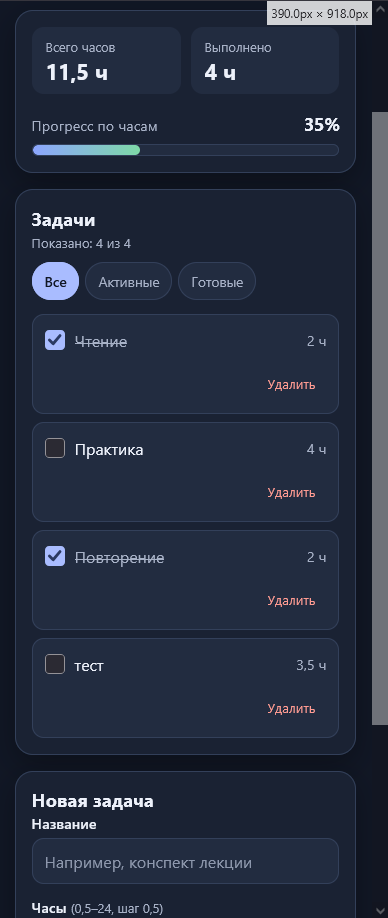 390.0px × 918.0px
Всего часов
11,5 ч
Выполнено
4 ч
Прогресс по часам 35%
Задачи
Показано: 4 из 4
Все Активные Готовые
Чтение 2 ч
Удалить
Практика 4 ч
Удалить
Повторение 2 ч
Удалить
тест 3,5 ч
Удалить
Новая задача
Название
Например, конспект лекции
Часы (0,5–24, шаг 0,5)